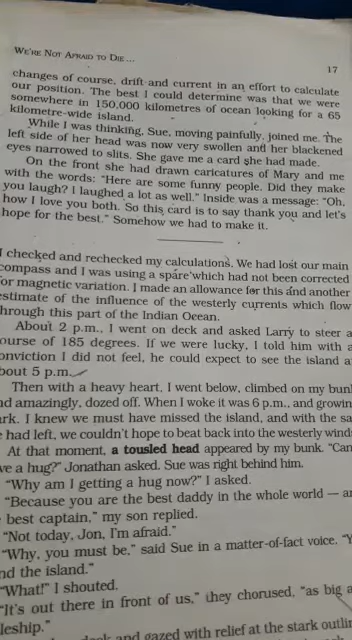 WE'RE NOT AFRAID TO DIE...
17
changes of course, drift and current in an effort to calculate
our position. The best I could determine was that we were
somewhere in 150,000 kilometres of ocean looking for a 65
kilometre-wide island.
While I was thinking, Sue, moving painfully, joined me. The
left side of her head was now very swollen and her blackened
eyes narrowed to slits. She gave me a card she had made.
On the front she had drawn caricatures of Mary and me
with the words: "Here are some funny people. Did they make
you laugh? I laughed a lot as well." Inside was a message: "Oh,
how I love you both. So this card is to say thank you and let's
hope for the best." Somehow we had to make it.
I checked and rechecked my calculations. We had lost our main
compass and I was using a spare which had not been corrected
for magnetic variation. I made an allowance for this and another
estimate of the influence of the westerly currents which flow
through this part of the Indian Ocean.
About 2 p.m., I went on deck and asked Larry to steer a
ourse of 185 degrees. If we were lucky, I told him with a
onviction I did not feel, he could expect to see the island a
bout 5 p.m.
Then with a heavy heart, I went below, climbed on my bunk
nd amazingly, dozed off. When I woke it was 6 p.m., and growin
ark. I knew we must have missed the island, and with the sa
e had left, we couldn't hope to beat back into the westerly winds
At that moment, a tousled head appeared by my bunk. "Can
ve a hug?" Jonathan asked. Sue was right behind him.
"Why am I getting a hug now?" I asked.
"Because you are the best daddy in the whole world — an
best captain," my son replied.
"Not today, Jon, I'm afraid."
"Why, you must be," said Sue in a matter-of-fact voice. "Y
nd the island."
"What!" I shouted.
"It's out there in front of us," they chorused, "as big a
leship."
deck and gazed with relief at the stark outlin